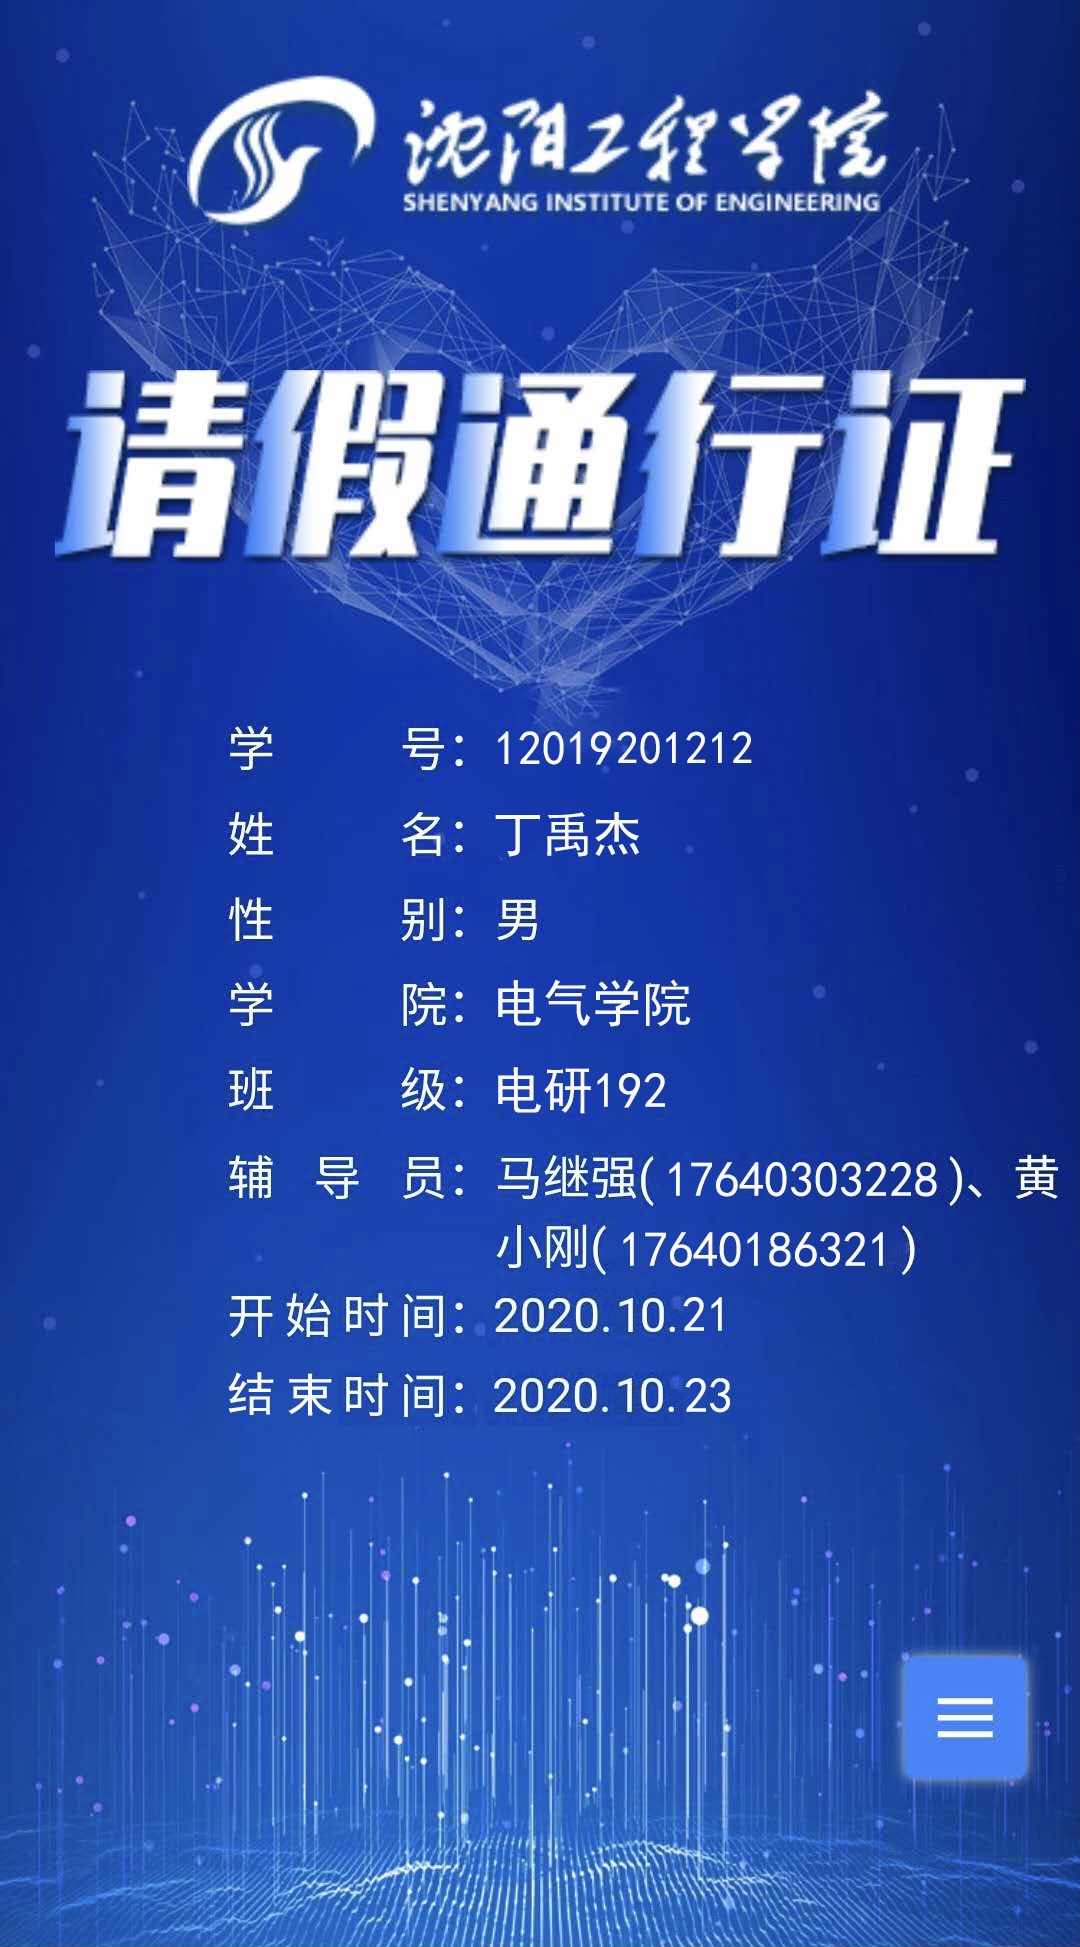 沈阳工程学院
SHENYANG INSTITUTE OF ENGINEERING
请假通行证
学号：12019201212
姓名：丁禹杰
性别：男
学院：电气学院
班级：电研192
辅导员：马继强(17640303228)、黄
小刚(17640186321)
开始时间：2020.10.21
结束时间：2020.10.23